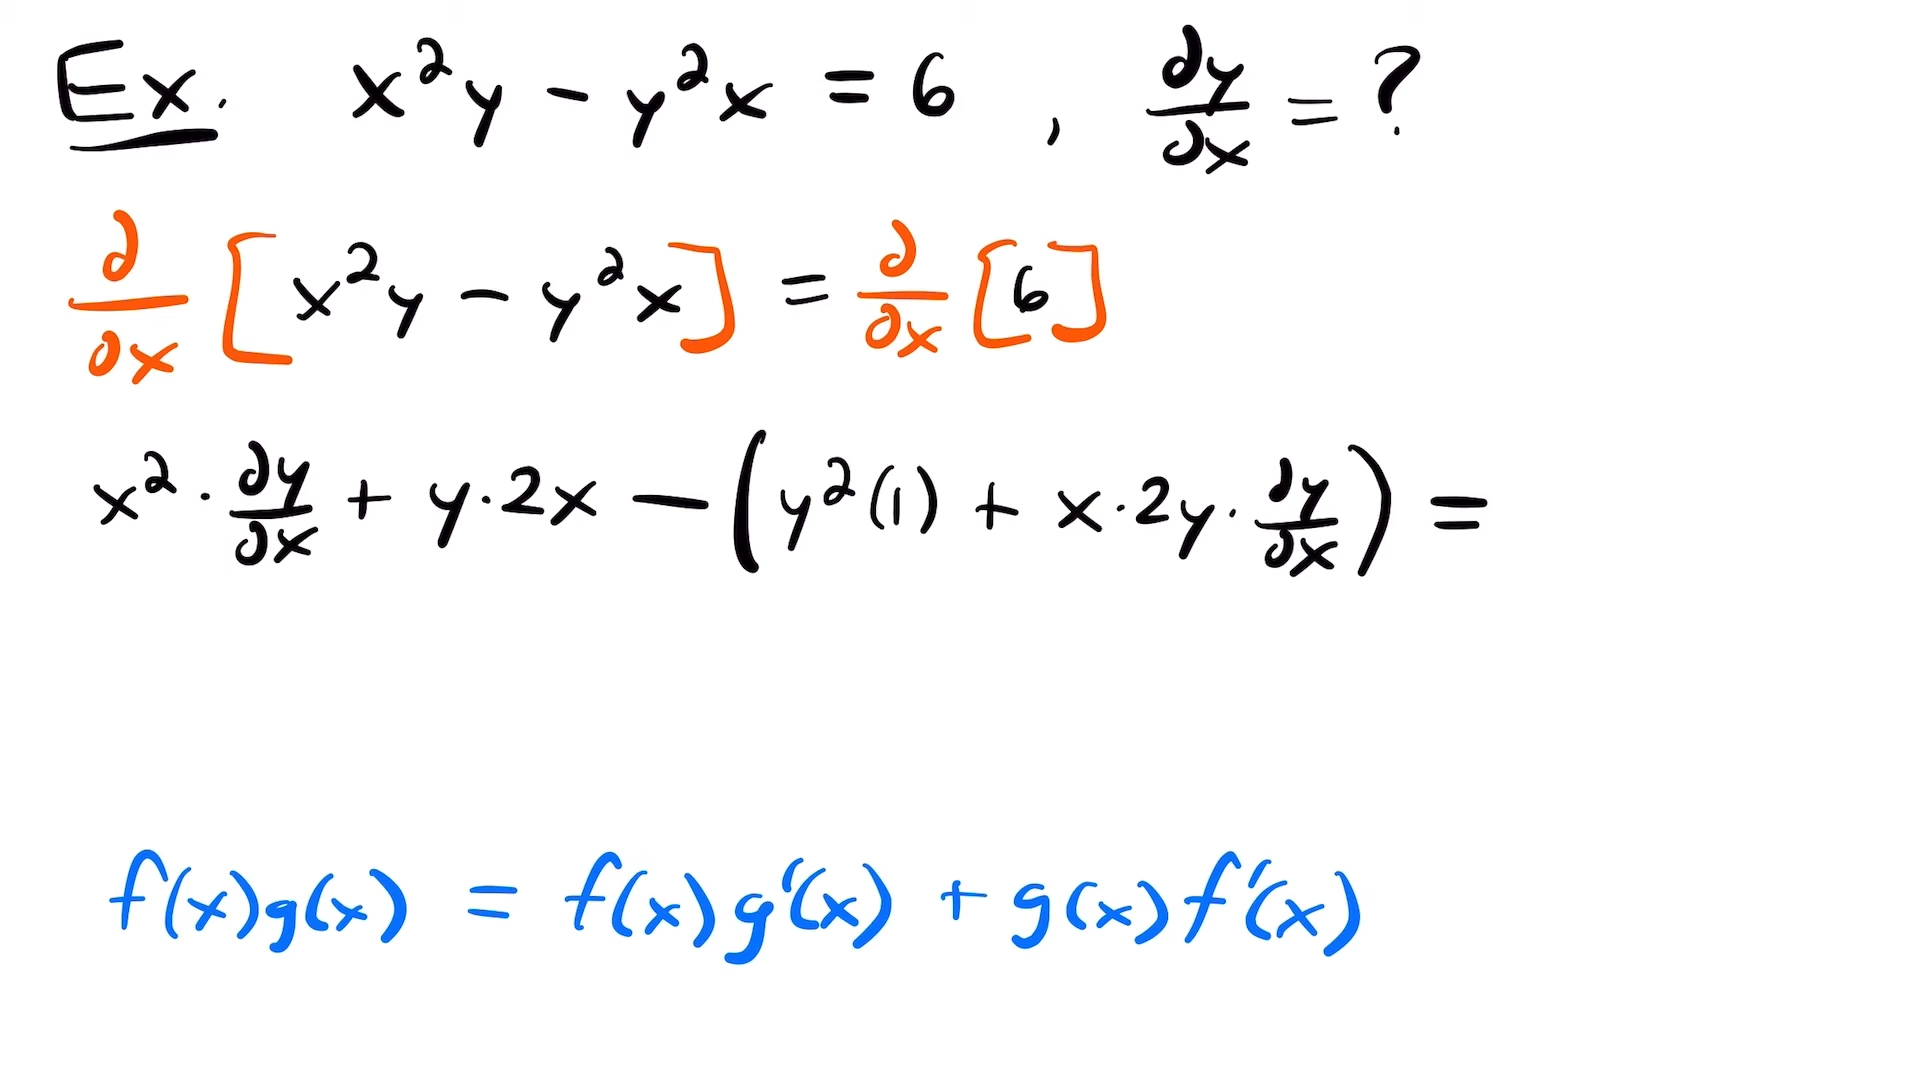 Ex. x²y − y²x = 6 , ∂y/∂x = ?
∂/∂x [x²y − y²x] = ∂/∂x [6]
x² · ∂y/∂x + y · 2x − (y²(1) + x · 2y · ∂y/∂x) =
f(x)g(x) = f(x)g'(x) + g(x)f'(x)